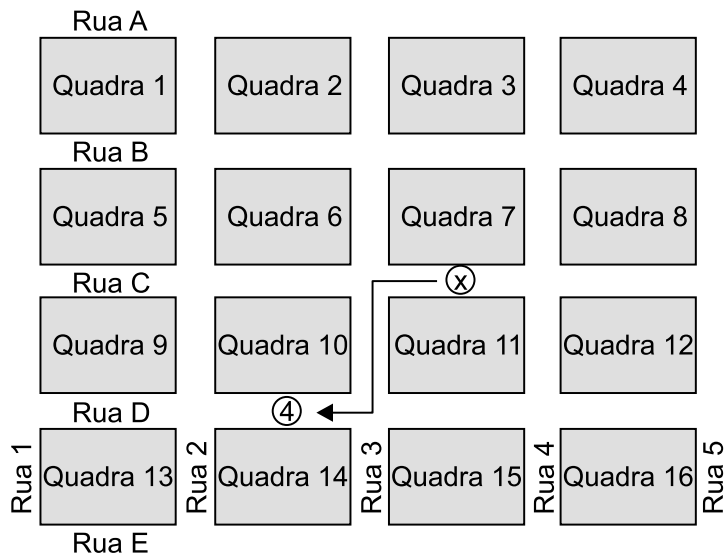 Rua A
Quadra 1 Quadra 2 Quadra 3 Quadra 4
Rua B
Quadra 5 Quadra 6 Quadra 7 Quadra 8
Rua C x
Quadra 9 Quadra 10 Quadra 11 Quadra 12
Rua D 4
Rua 1 Quadra 13 Rua 2 Quadra 14 Rua 3 Quadra 15 Rua 4 Quadra 16 Rua 5
Rua E